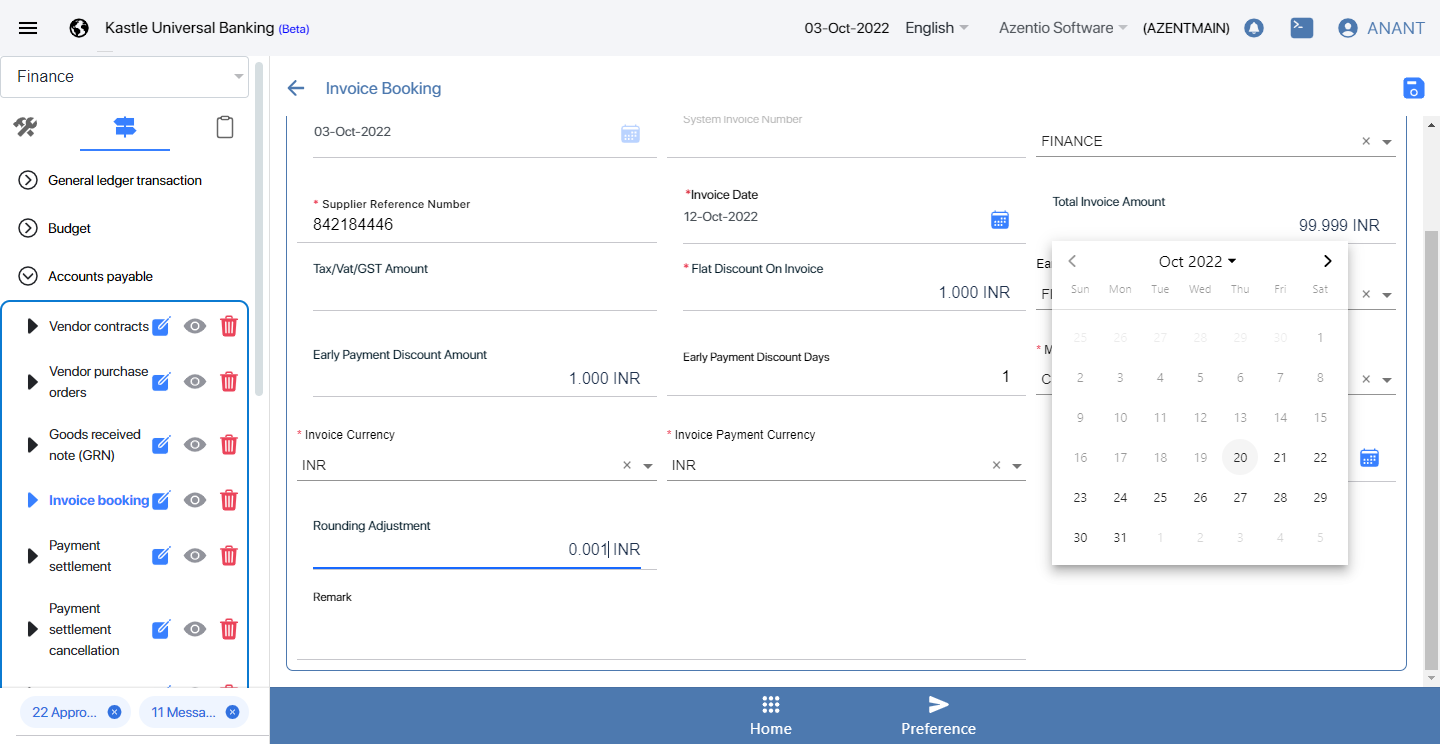 Kastle Universal Banking (Beta)
03-Oct-2022
English
Azentio Software
(AZENTMAIN)
ANANT
Finance
General ledger transaction
Budget
Accounts payable
Vendor contracts
Vendor purchase
orders
Goods received
note (GRN)
Invoice booking
Payment
settlement
Payment
settlement
cancellation
22 Appro...
11 Messa...
Invoice Booking
03-Oct-2022
System Invoice Number
FINANCE
* Supplier Reference Number
842184446
*Invoice Date
12-Oct-2022
Total Invoice Amount
99.999 INR
Tax/Vat/GST Amount
* Flat Discount On Invoice
1.000 INR
Ea
Early Payment Discount Amount
1.000 INR
Early Payment Discount Days
1
* M
C
* Invoice Currency
INR
* Invoice Payment Currency
INR
Rounding Adjustment
0.001 INR
Remark
Oct 2022
Sun Mon Tue Wed Thu Fri Sat
25 26 27 28 29 30 1
2 3 4 5 6 7 8
9 10 11 12 13 14 15
16 17 18 19 20 21 22
23 24 25 26 27 28 29
30 31 1 2 3 4 5
Home
Preference